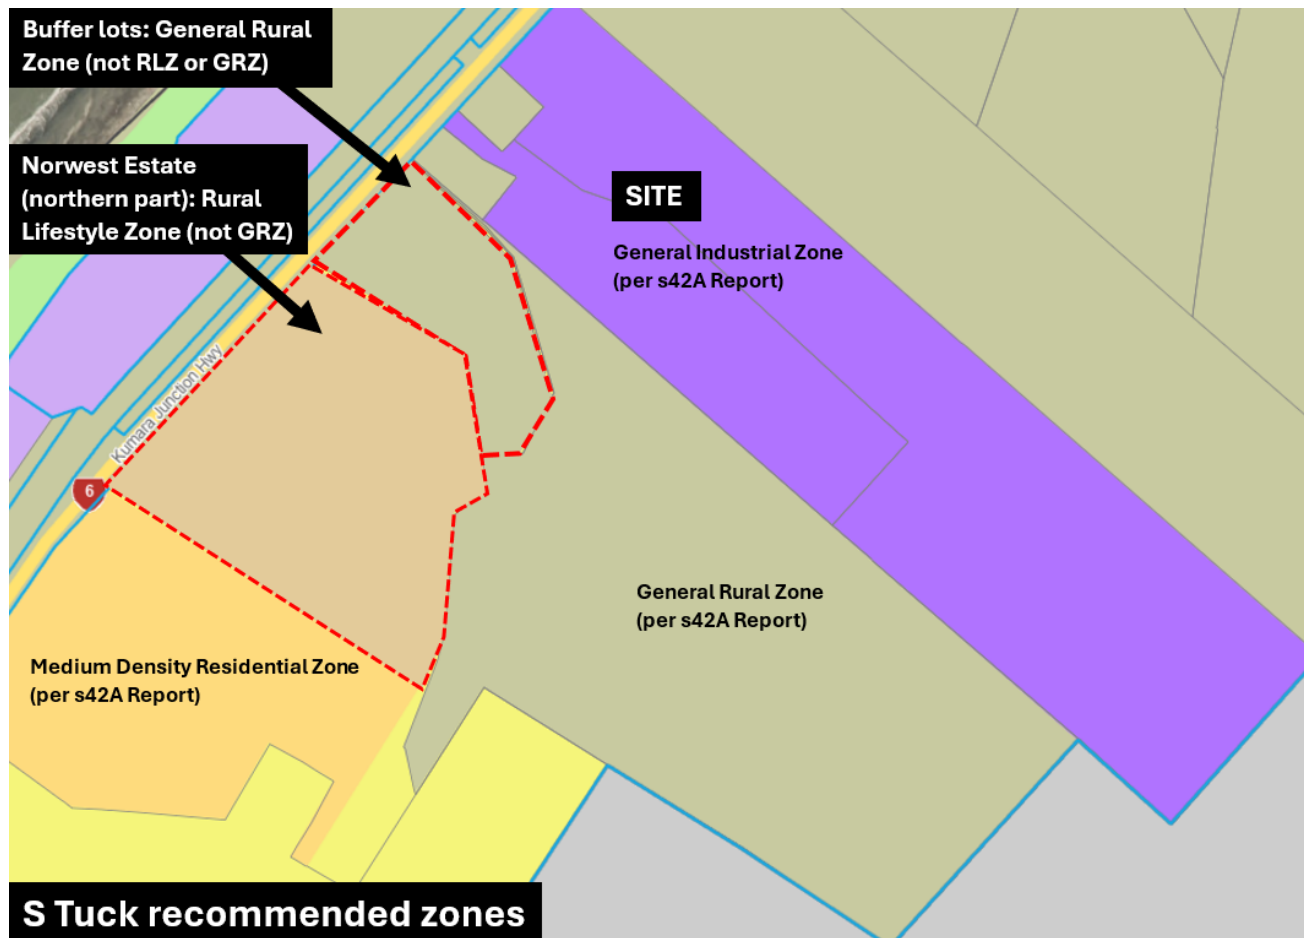 Buffer lots: General Rural
Zone (not RLZ or GRZ)
Norwest Estate
(northern part): Rural
Lifestyle Zone (not GRZ)
SITE
General Industrial Zone
(per s42A Report)
Kumara Junction Hwy
6
General Rural Zone
(per s42A Report)
Medium Density Residential Zone
(per s42A Report)
S Tuck recommended zones